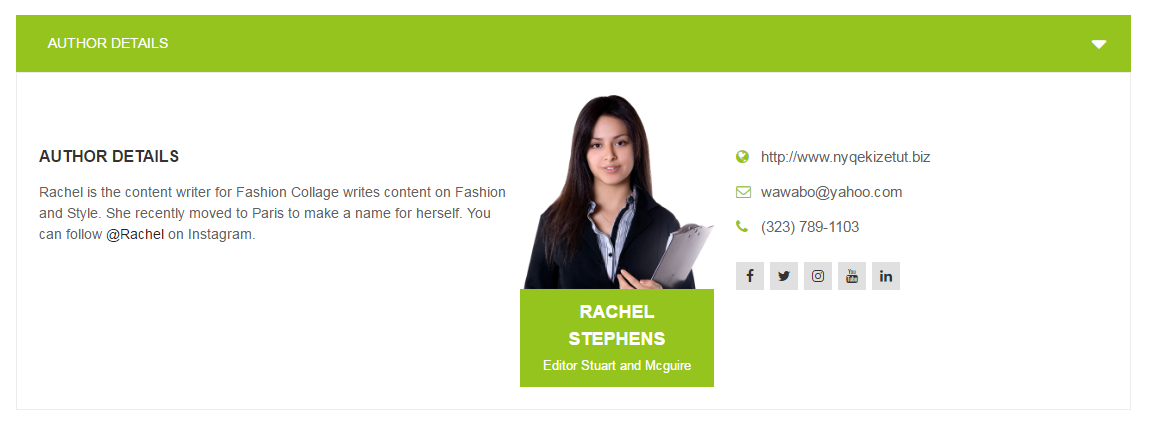 AUTHOR DETAILS
AUTHOR DETAILS
Rachel is the content writer for Fashion Collage writes content on Fashion
and Style. She recently moved to Paris to make a name for herself. You
can follow @Rachel on Instagram.
RACHEL
STEPHENS
Editor Stuart and Mcguire
http://www.nyqekizetut.biz
wawabo@yahoo.com
(323) 789-1103